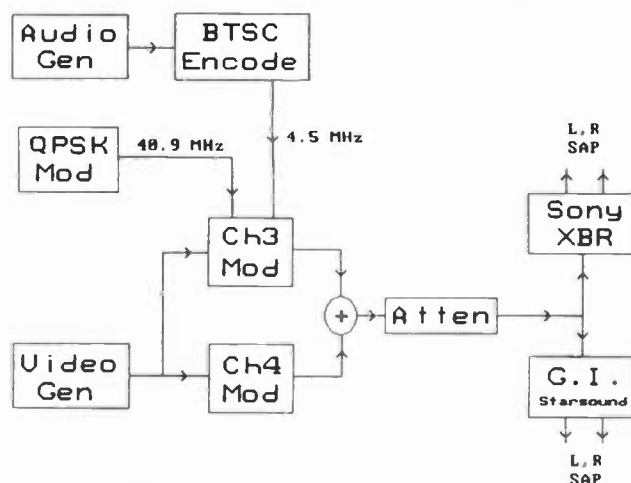 Audio
Gen
BTSC
Encode
QPSK
Mod
40.9 MHz
4.5 MHz
L,R
SAP
Ch3
Mod
Sony
XBR
+
Atten
Video
Gen
Ch4
Mod
G.I.
Starsound
L,R
SAP